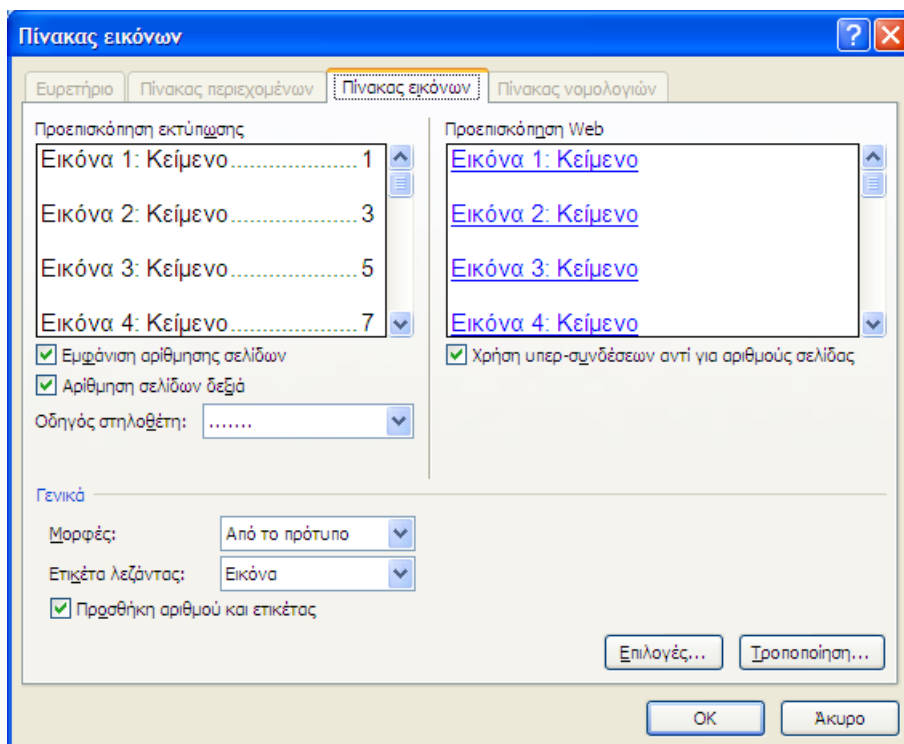 Πίνακας εικόνων
Ευρετήριο Πίνακας περιεχομένων Πίνακας εικόνων Πίνακας νομολογιών
Προεπισκόπηση εκτύπωσης
Εικόνα 1: Κείμενο.....................1
Εικόνα 2: Κείμενο.....................3
Εικόνα 3: Κείμενο.....................5
Εικόνα 4: Κείμενο.....................7
Εμφάνιση αρίθμησης σελίδων
Αρίθμηση σελίδων δεξιά
Οδηγός στηλοθέτη: .......
Προεπισκόπηση Web
Εικόνα 1: Κείμενο
Εικόνα 2: Κείμενο
Εικόνα 3: Κείμενο
Εικόνα 4: Κείμενο
Χρήση υπερ-συνδέσεων αντί για αριθμούς σελίδας
Γενικά
Μορφές: Από το πρότυπο
Ετικέτα λεζάντας: Εικόνα
Προσθήκη αριθμού και ετικέτας
Επιλογές... Τροποποίηση...
OK Άκυρο